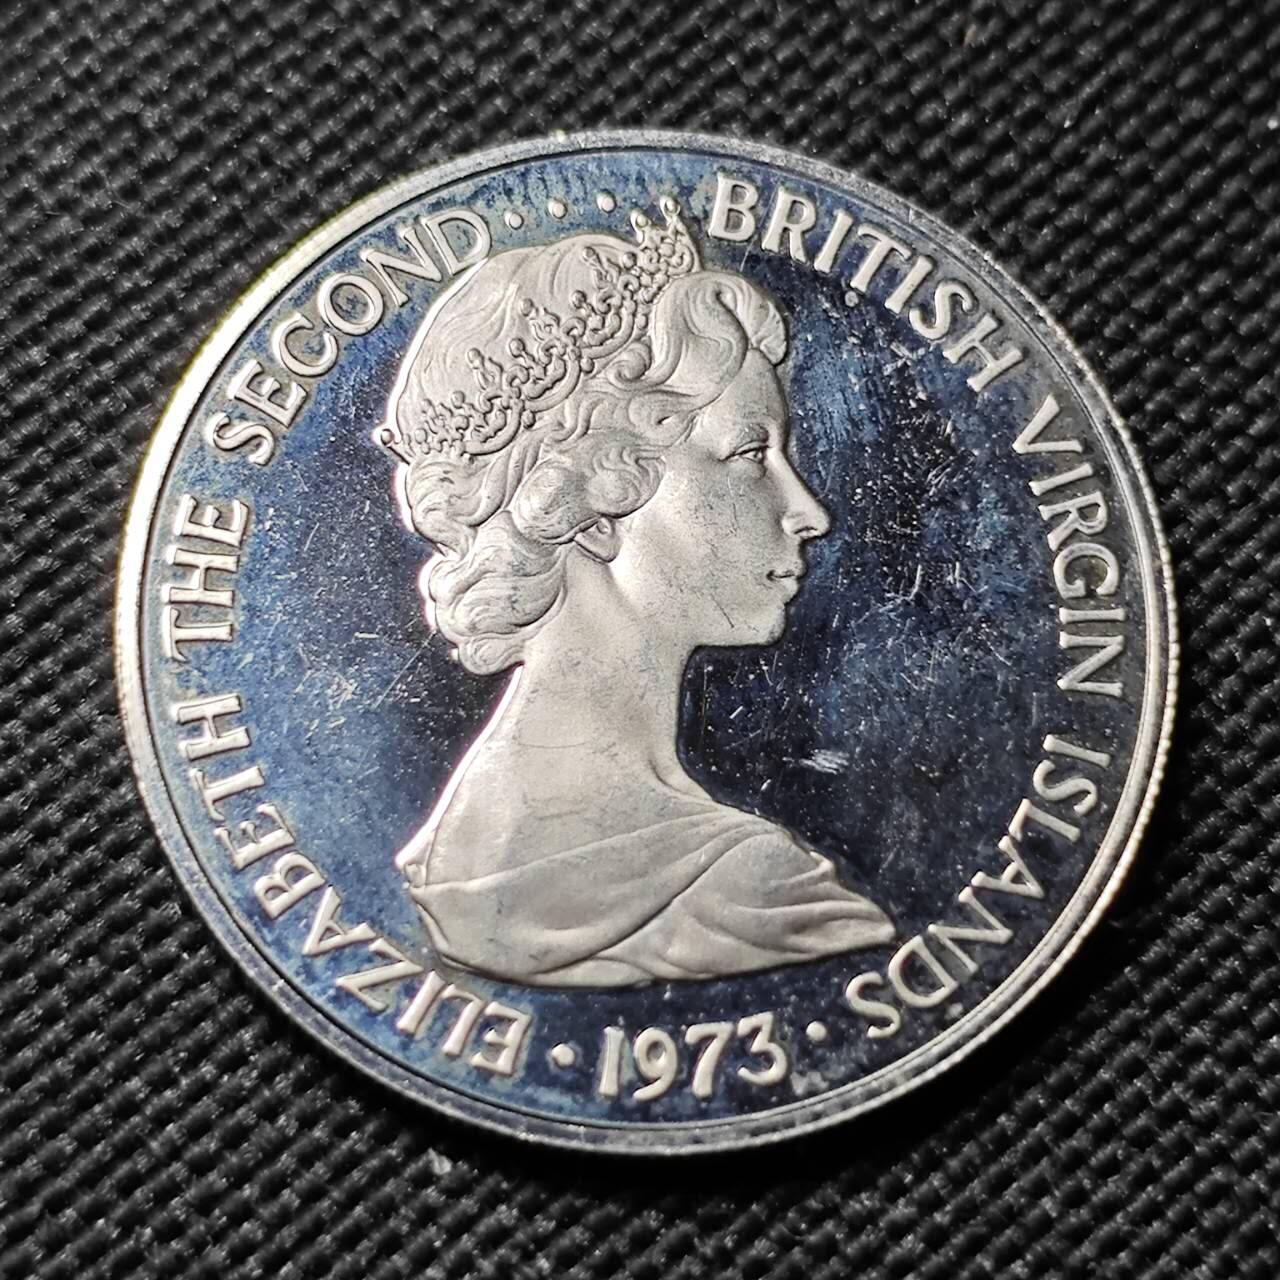 ELIZABETH THE SECOND.... BRITISH VIRGIN ISLANDS
· 1973 ·